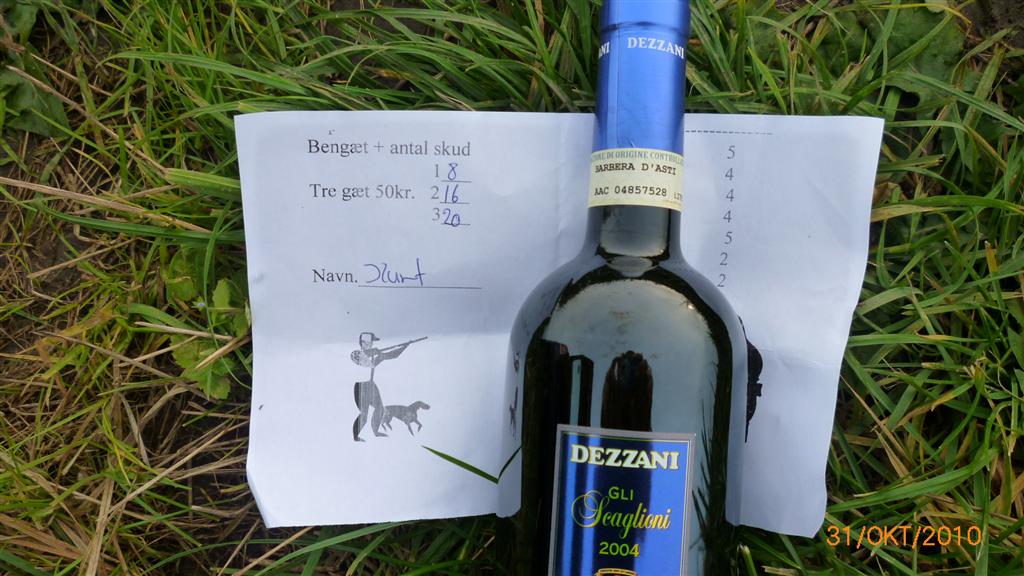 Bengæt + antal skud
1 8
Tre gæt 50kr. 2 16
3 20
Navn. Kurt
5
4
4
4
5
2
2
DEZZANI
BARBERA D'ASTI
AAC 04857528
DEZZANI
GLI
Scaglioni
2004
31/OKT/2010